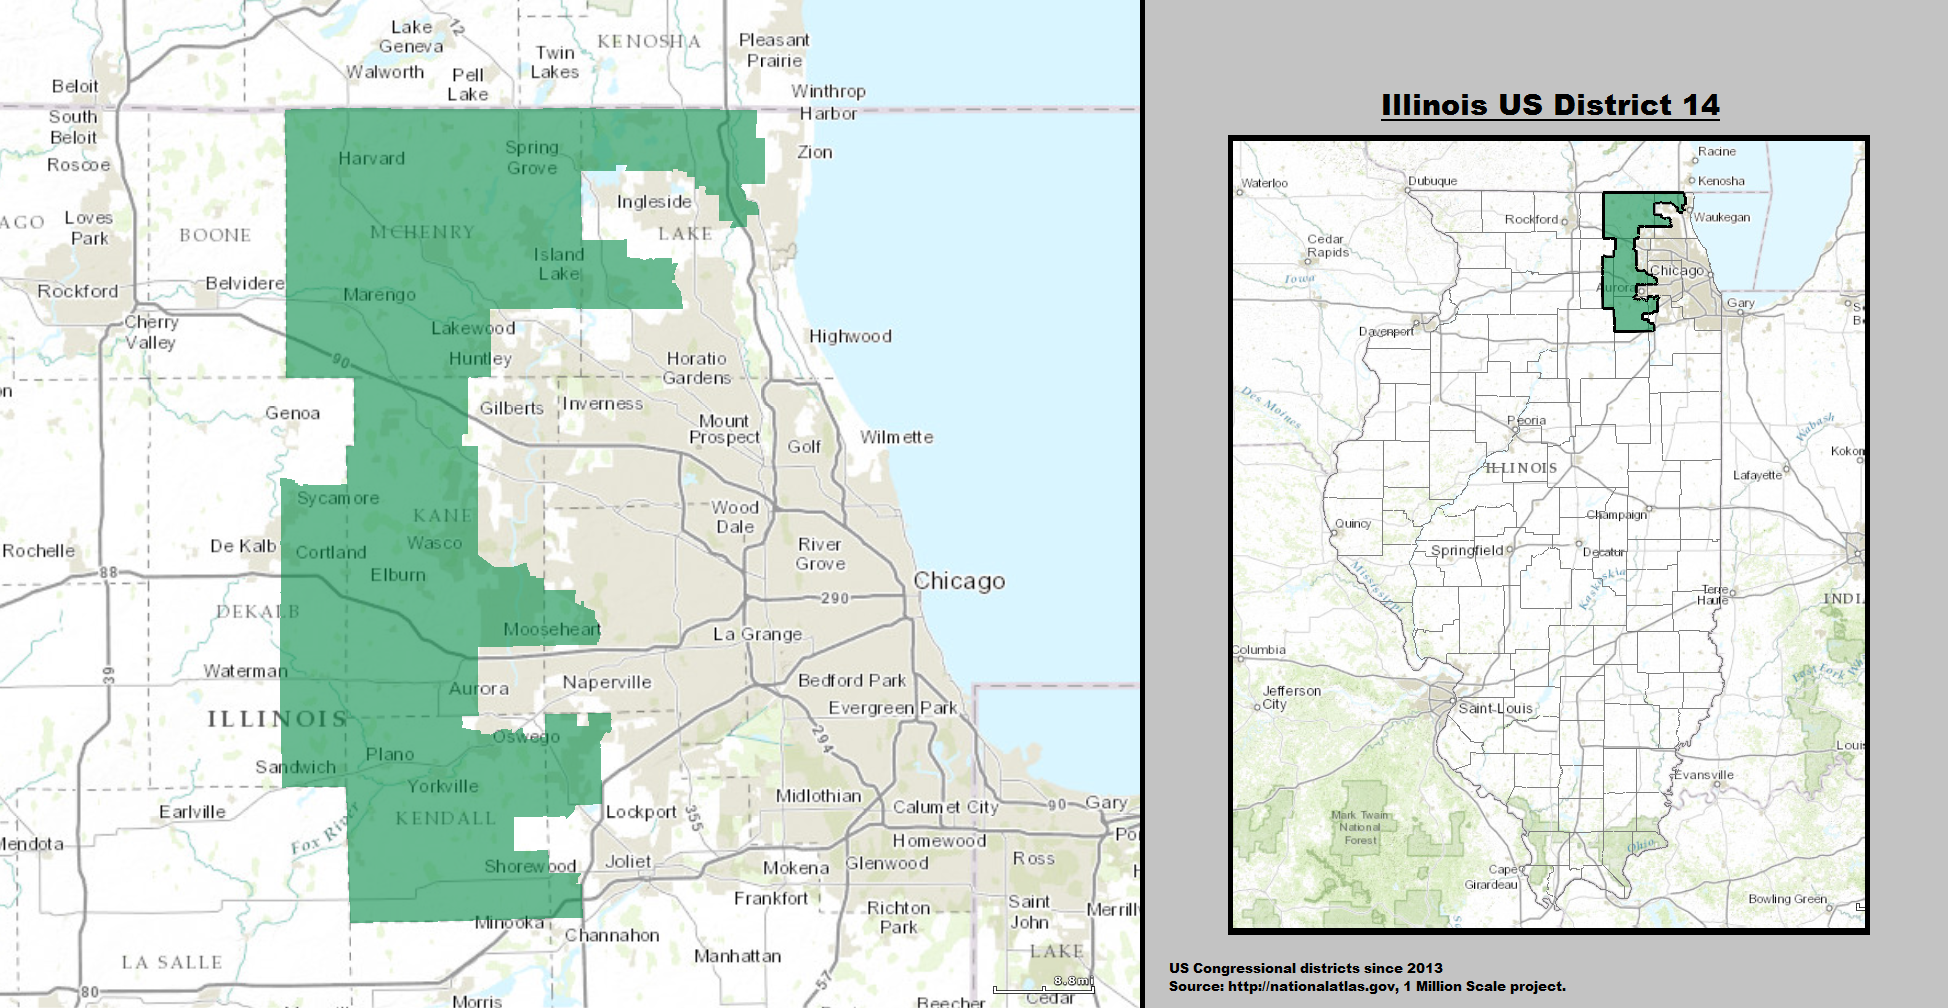 Lake
Geneva
12
KENOSHA
Pleasant
Prairie
Twin
Lakes
Walworth
Pell
Lake
Beloit
Winthrop
Harbor
South
Beloit
Roscoe
Harvard
Spring
Grove
Zion
Ingleside
AGO
Loves
Park
BOONE
MCHENRY
LAKE
Island
Lake
Rockford
Belvidere
Marengo
Cherry
Valley
Lakewood
Highwood
90
Huntley
Horatio
Gardens
Genoa
Gilberts
Inverness
Mount
Prospect
Golf
Wilmette
Sycamore
KANE
Wood
Dale
Rochelle
De Kalb
Cortland
Wasco
River
Grove
88
Elburn
Chicago
290
DEKALB
Mooseheart
La Grange
39
Waterman
Aurora
Naperville
Bedford Park
Evergreen Park
ILLINOIS
Oswego
294
Plano
Sandwich
Yorkville
Midlothian
Calumet City
90
Gary
Earlville
KENDALL
Lockport
355
Fox River
Homewood
Mendota
Shorewood
Joliet
Mokena
Glenwood
Ross
Frankfort
Saint
John
Merrillv
Minooka
Channahon
Richton
Park
LA SALLE
Manhattan
LAKE
57
80
Morris
Beecher
Cedar
8.8mi
Illinois US District 14
Racine
Waterloo
Dubuque
Kenosha
Rockford
Waukegan
Cedar
Rapids
Chicago
Iowa
Aurora
Gary
Davenport
Des Moines
Peoria
Wabash
ILLINOIS
Kokom
Lafayette
Quincy
Champaign
Springfield
Decatur
Mississippi
Kaskaskia
Terre
Haute
INDI
Columbia
Jefferson
City
Saint Louis
Loui
Evansville
Mark Twain
National
Forest
Ohio
Cape
Girardeau
Bowling Green
US Congressional districts since 2013
Source: http://nationalatlas.gov, 1 Million Scale project.